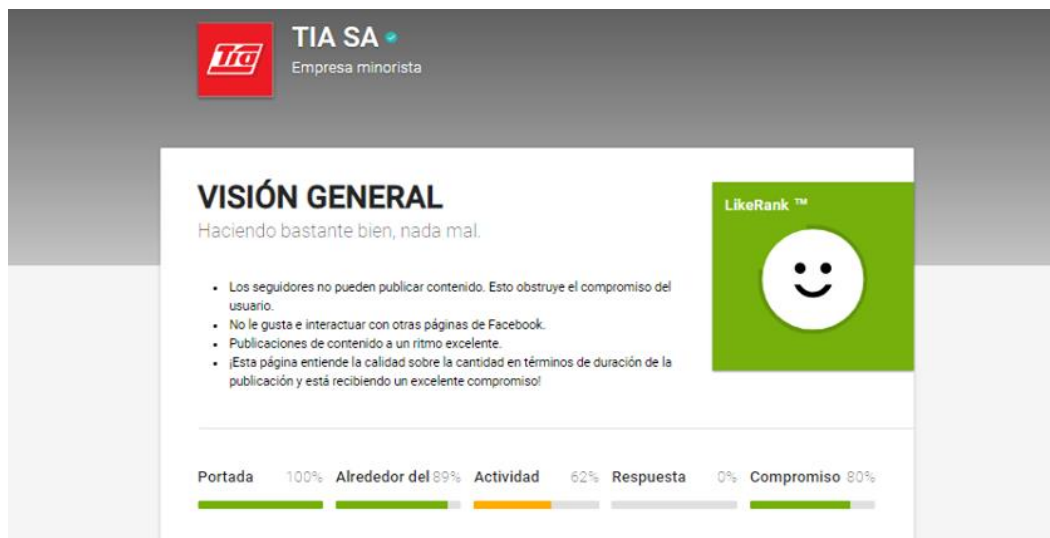 Tia
TIA SA
Empresa minorista
VISIÓN GENERAL
Haciendo bastante bien, nada mal.
LikeRank ™
• Los seguidores no pueden publicar contenido. Esto obstruye el compromiso del
usuario.
• No le gusta e interactuar con otras páginas de Facebook.
• Publicaciones de contenido a un ritmo excelente.
• ¡Esta página entiende la calidad sobre la cantidad en términos de duración de la
publicación y está recibiendo un excelente compromiso!
Portada 100% Alrededor del 89% Actividad 62% Respuesta 0% Compromiso 80%